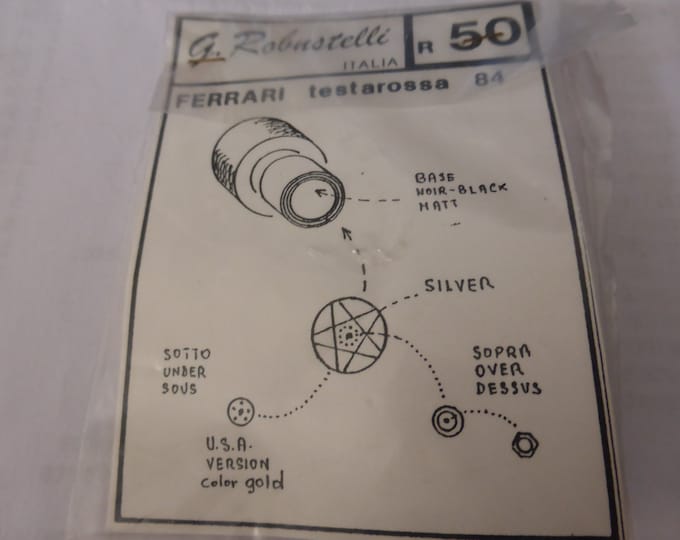 G. Robustelli
ITALIA
R 50
FERRARI testarossa 84
BASE
NOIR-BLACK
MATT
SILVER
SOTTO
UNDER
SOUS
SOPRA
OVER
DESSUS
U.S.A.
VERSION
color gold